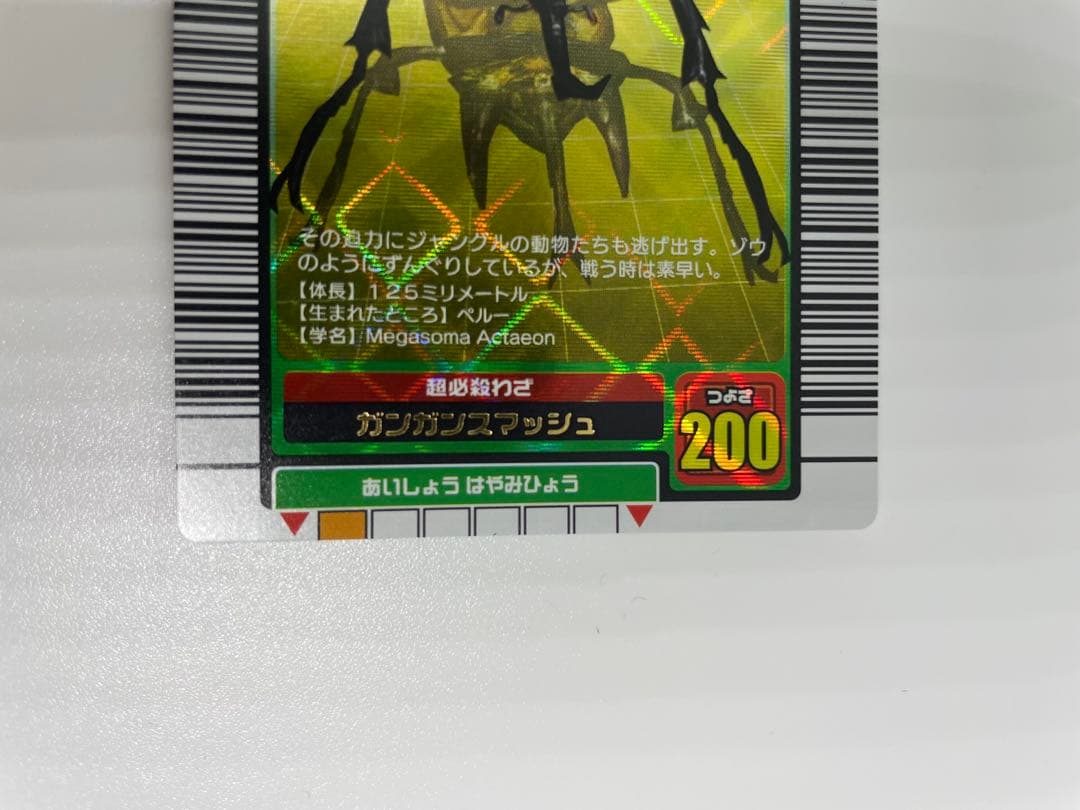 その迫力にジャングルの動物たちも逃げ出す。ゾウ
のようにずんぐりしているが、戦う時は素早い。
【体長】125ミリメートル
【生まれたところ】ペルー
【学名】Megasoma Actaeon
超必殺わざ
ガンガンスマッシュ
つよさ
200
あいしょう はやみひょう